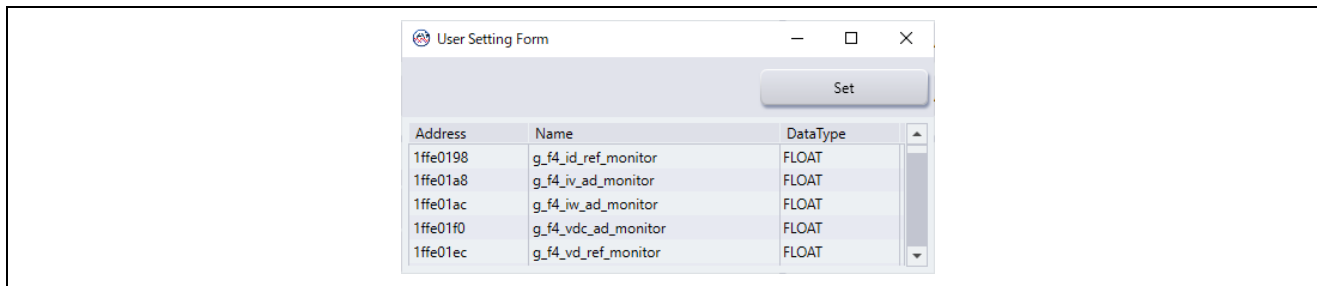 User Setting Form
Set
Address Name DataType
1ffe0198 g_f4_id_ref_monitor FLOAT
1ffe01a8 g_f4_iv_ad_monitor FLOAT
1ffe01ac g_f4_iw_ad_monitor FLOAT
1ffe01f0 g_f4_vdc_ad_monitor FLOAT
1ffe01ec g_f4_vd_ref_monitor FLOAT